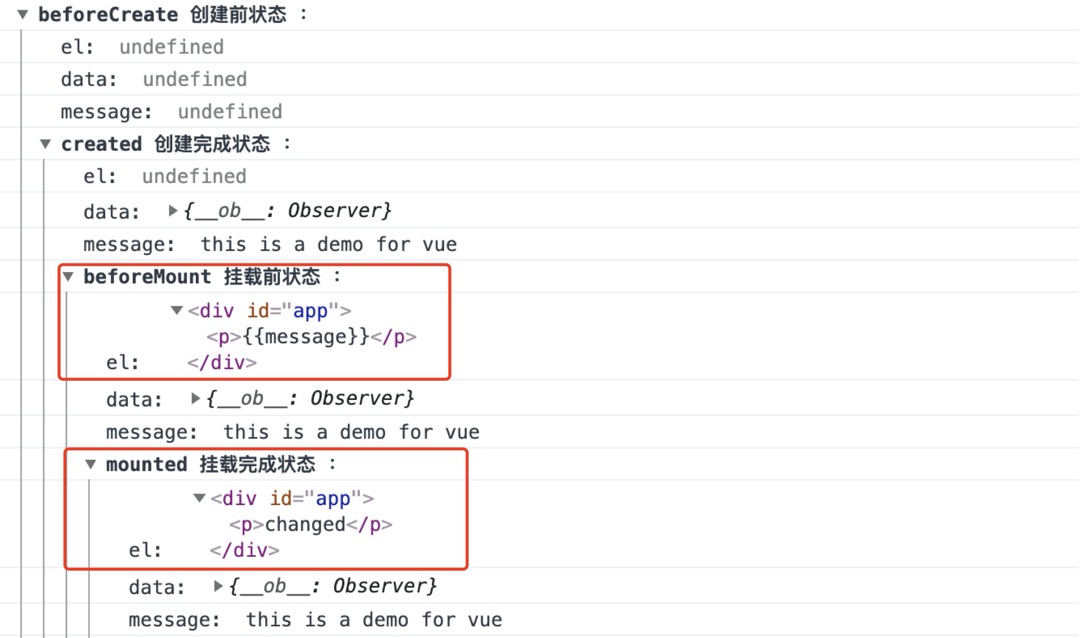 ▼ beforeCreate 创建前状态 :
el: undefined
data: undefined
message: undefined
▼ created 创建完成状态 :
el: undefined
data: ▶ {__ob__: Observer}
message: this is a demo for vue
▼ beforeMount 挂载前状态 :
▼ <div id="app">
<p>{{message}}</p>
el: </div>
data: ▶ {__ob__: Observer}
message: this is a demo for vue
▼ mounted 挂载完成状态 :
▼ <div id="app">
<p>changed</p>
el: </div>
data: ▶ {__ob__: Observer}
message: this is a demo for vue